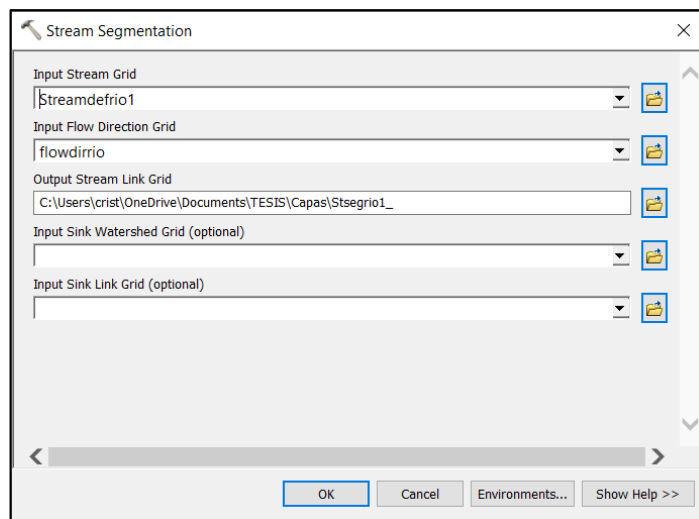 Stream Segmentation
Input Stream Grid
Streamdefrio1
Input Flow Direction Grid
flowdirrio
Output Stream Link Grid
C:\Users\crist\OneDrive\Documents\TESIS\Capas\Stsegrio1_
Input Sink Watershed Grid (optional)
Input Sink Link Grid (optional)
OK Cancel Environments... Show Help >>